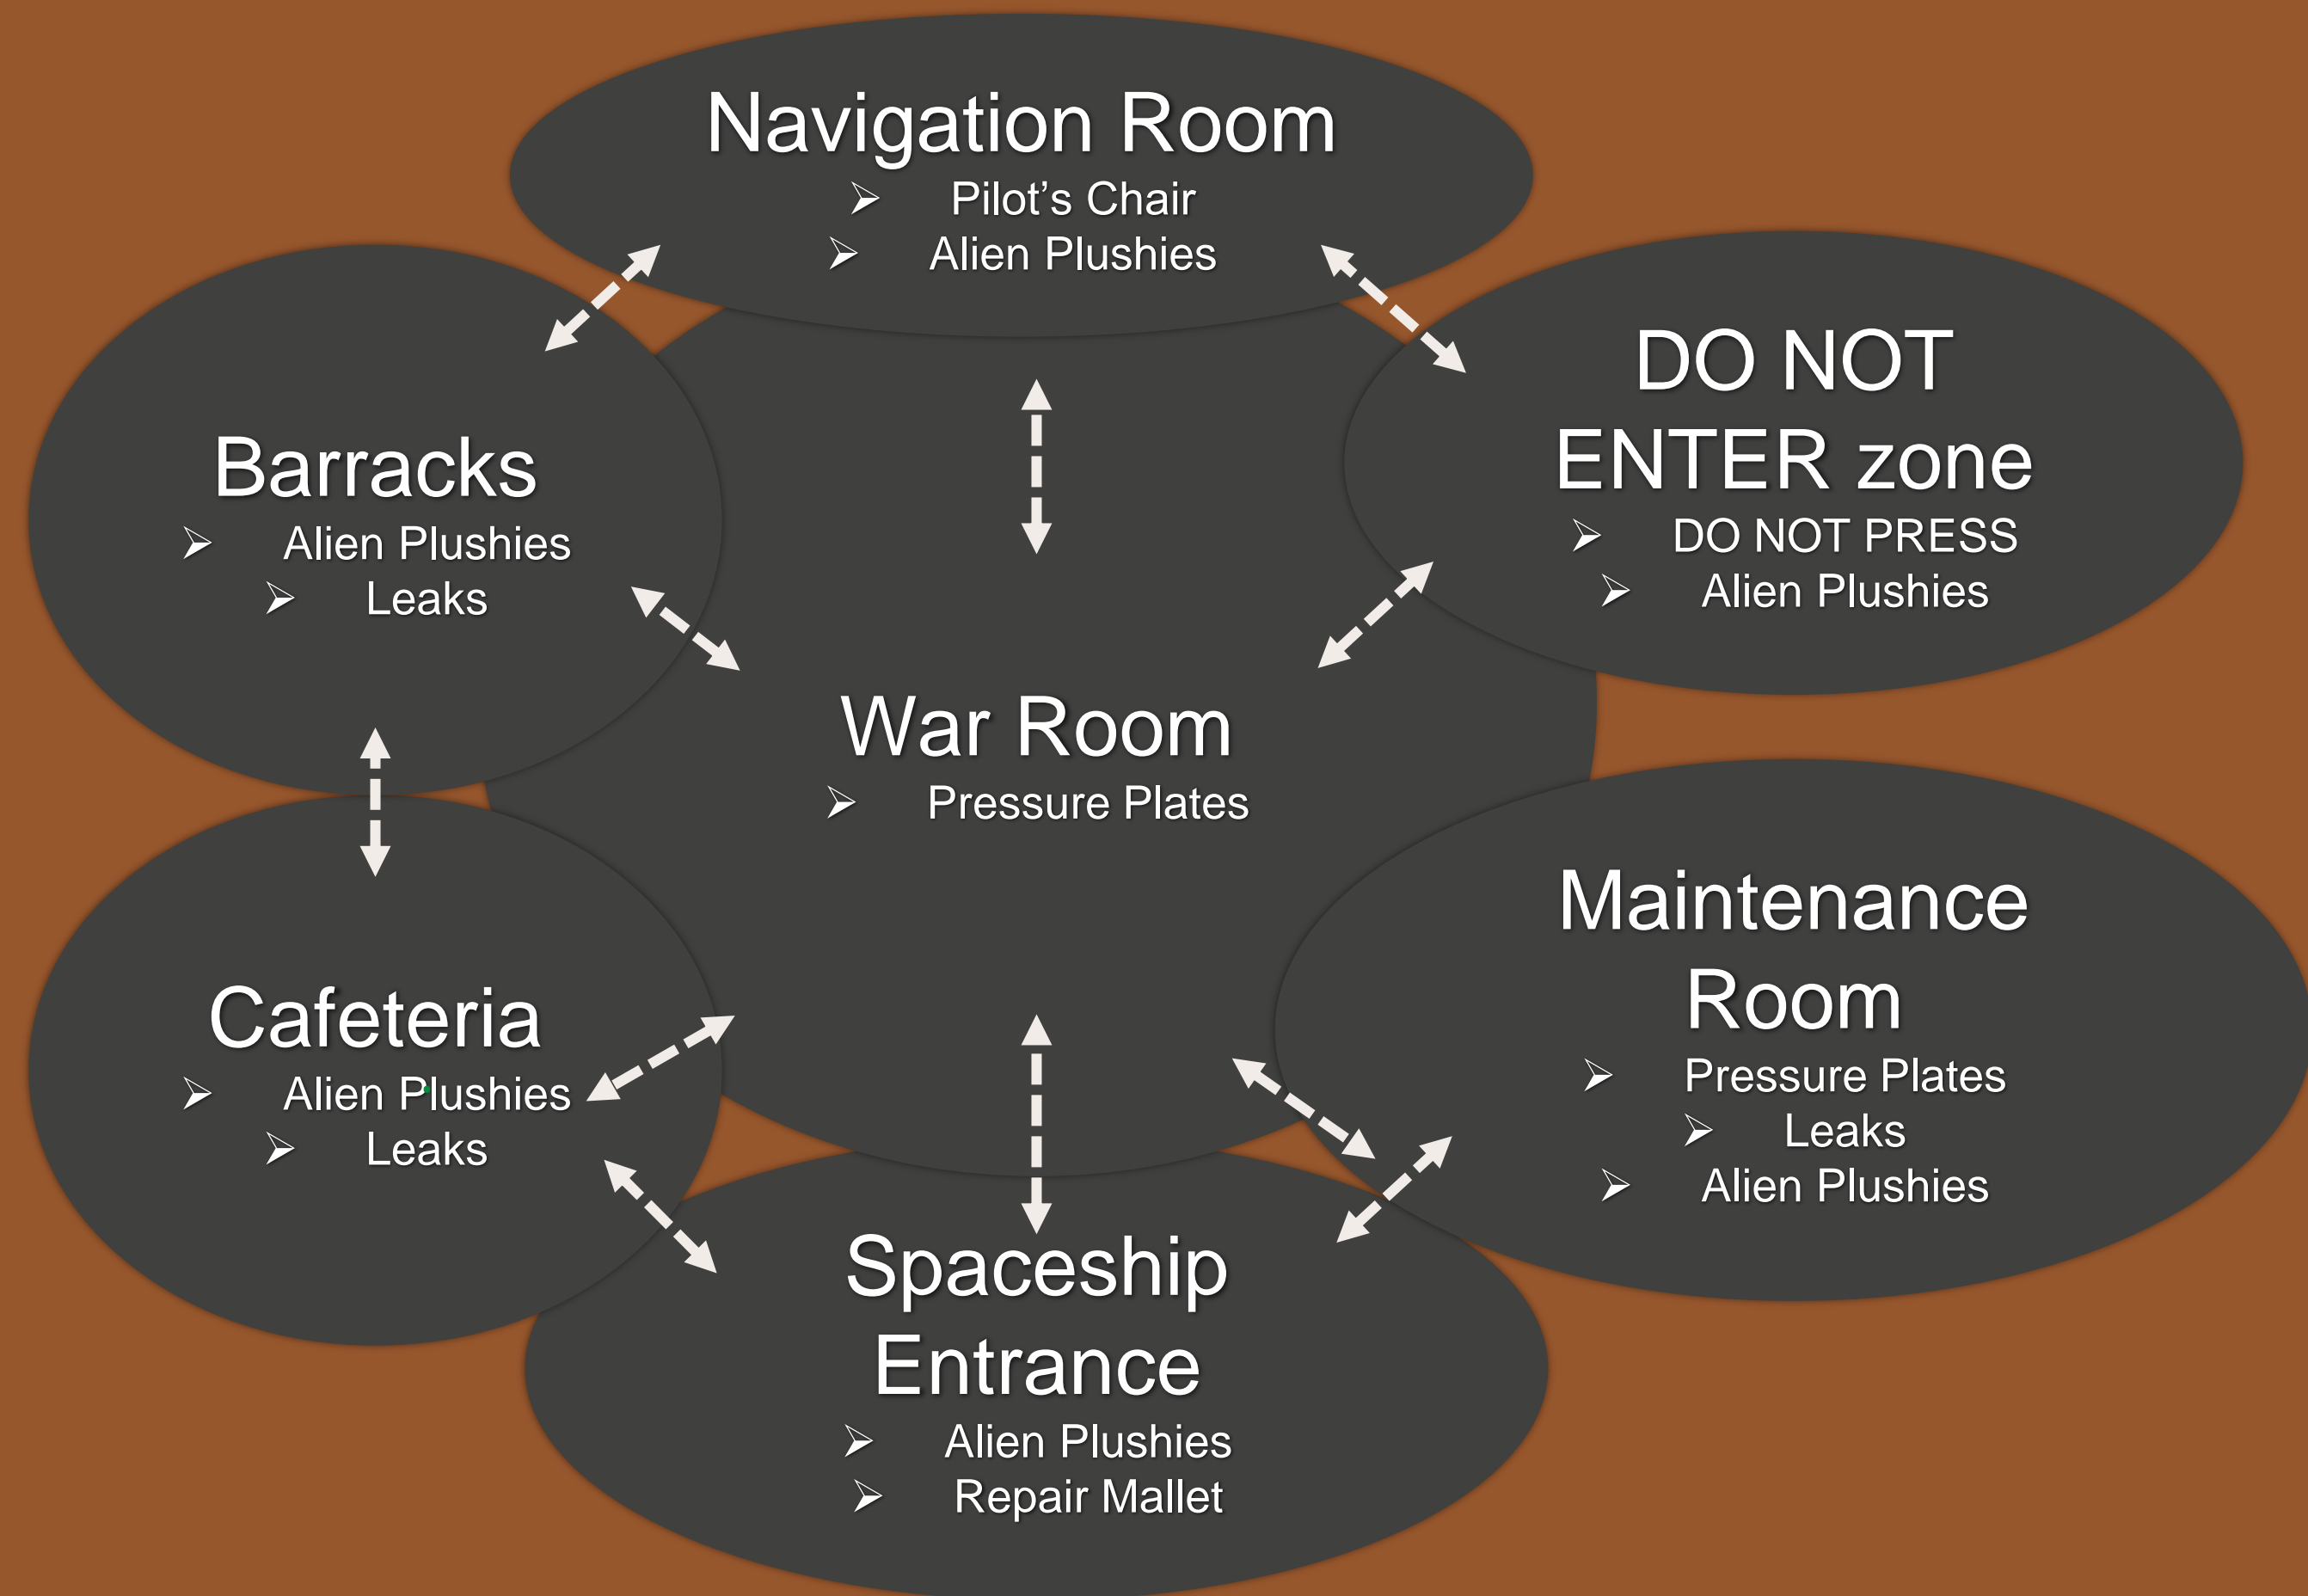 Navigation Room
➢ Pilot’s Chair
➢ Alien Plushies
Barracks
➢ Alien Plushies
➢ Leaks
DO NOT
ENTER zone
➢ DO NOT PRESS
➢ Alien Plushies
War Room
➢ Pressure Plates
Maintenance
Room
➢ Pressure Plates
➢ Leaks
➢ Alien Plushies
Cafeteria
➢ Alien Plushies
➢ Leaks
Spaceship
Entrance
➢ Alien Plushies
➢ Repair Mallet